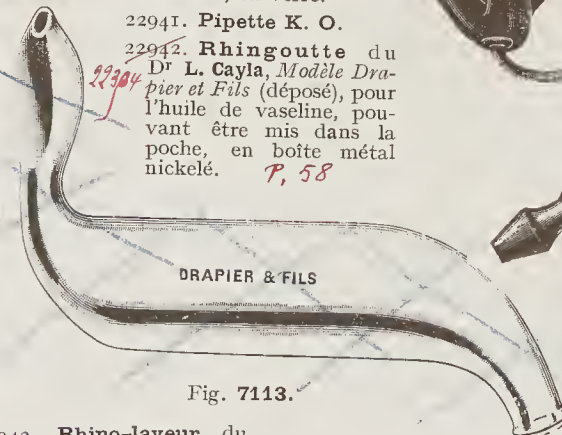 22941. Pipette K. O.
22942. Rhingoutte du
22384
Dr L. Cayla, Modèle Dra-
pier et Fils (déposé), pour
l'huile de vaseline, pou-
vant être mis dans la
poche, en boîte métal
nickelé. P, 58
DRAPIER & FILS
Fig. 7113.
Rhino-laveur du